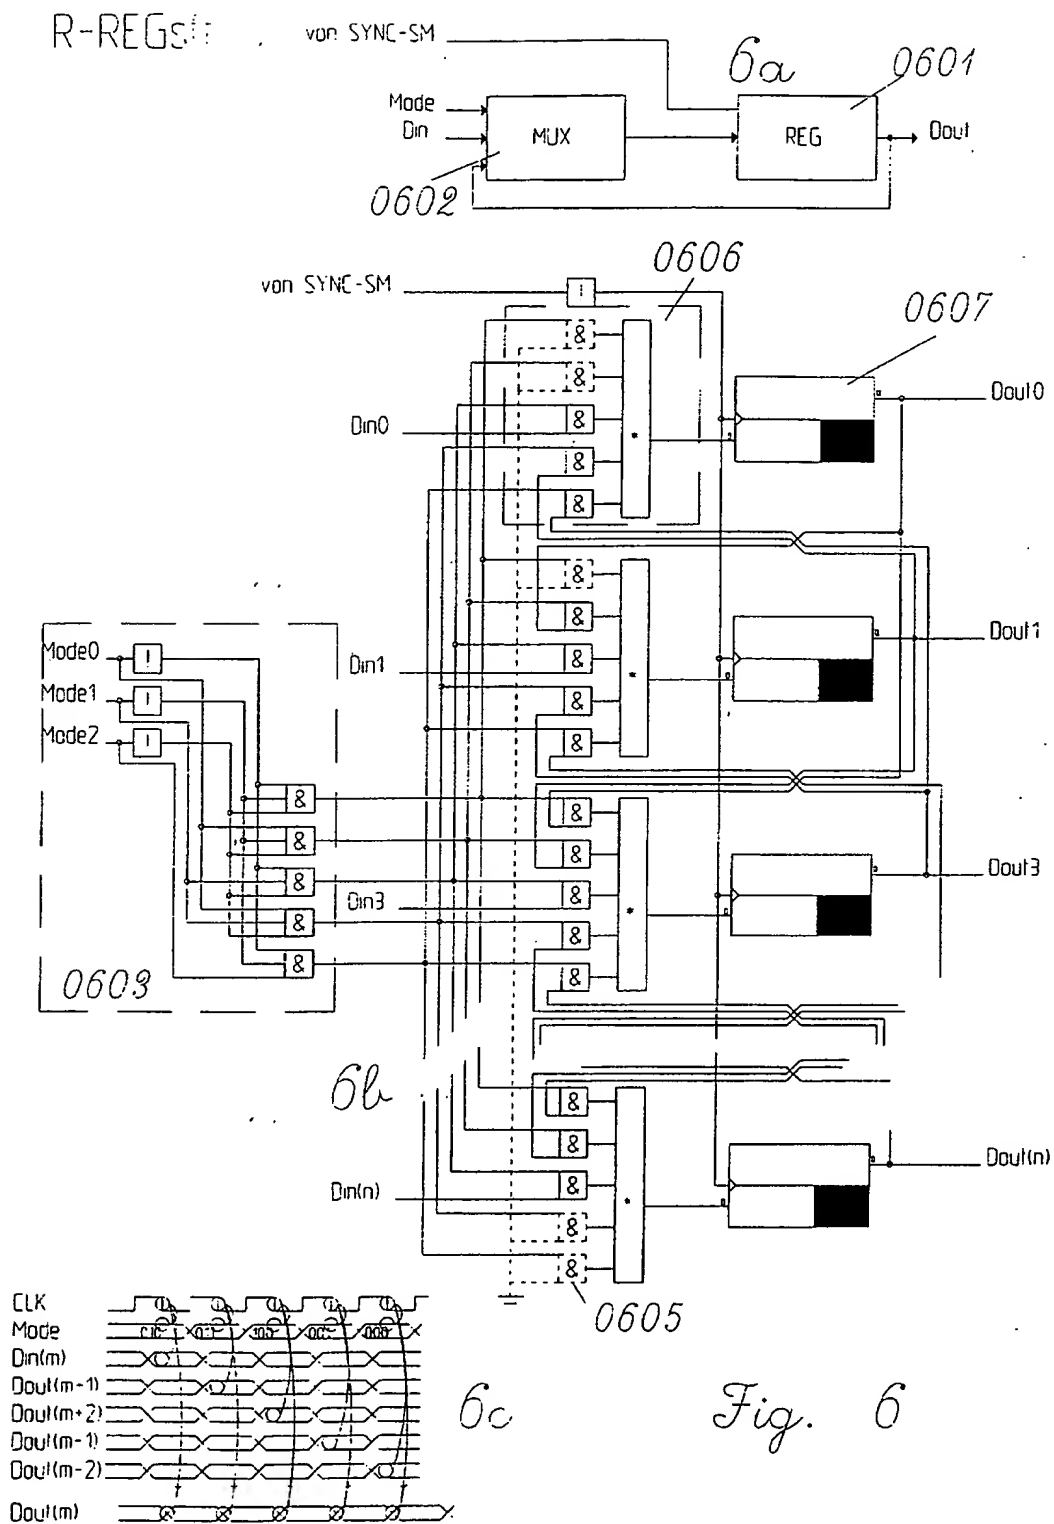 R-REGs
von SYNC-SM
6a
0601
Mode
Din
MUX
REG
Dout
0602
0606
von SYNC-SM
0607
&
&
Din0
&
*
&
&
Dout0
&
&
Din1
&
*
&
&
Dout1
Mode0
Mode1
Mode2
&
&
&
&
&
0603
&
&
Din3
&
*
&
&
Dout3
6b
&
&
Din(n)
&
*
&
&
Dout(n)
0605
CLK
Mode
Din(m)
Dout(m-1)
Dout(m+2)
Dout(m-1)
Dout(m-2)
Dout(m)
6c
Fig. 6